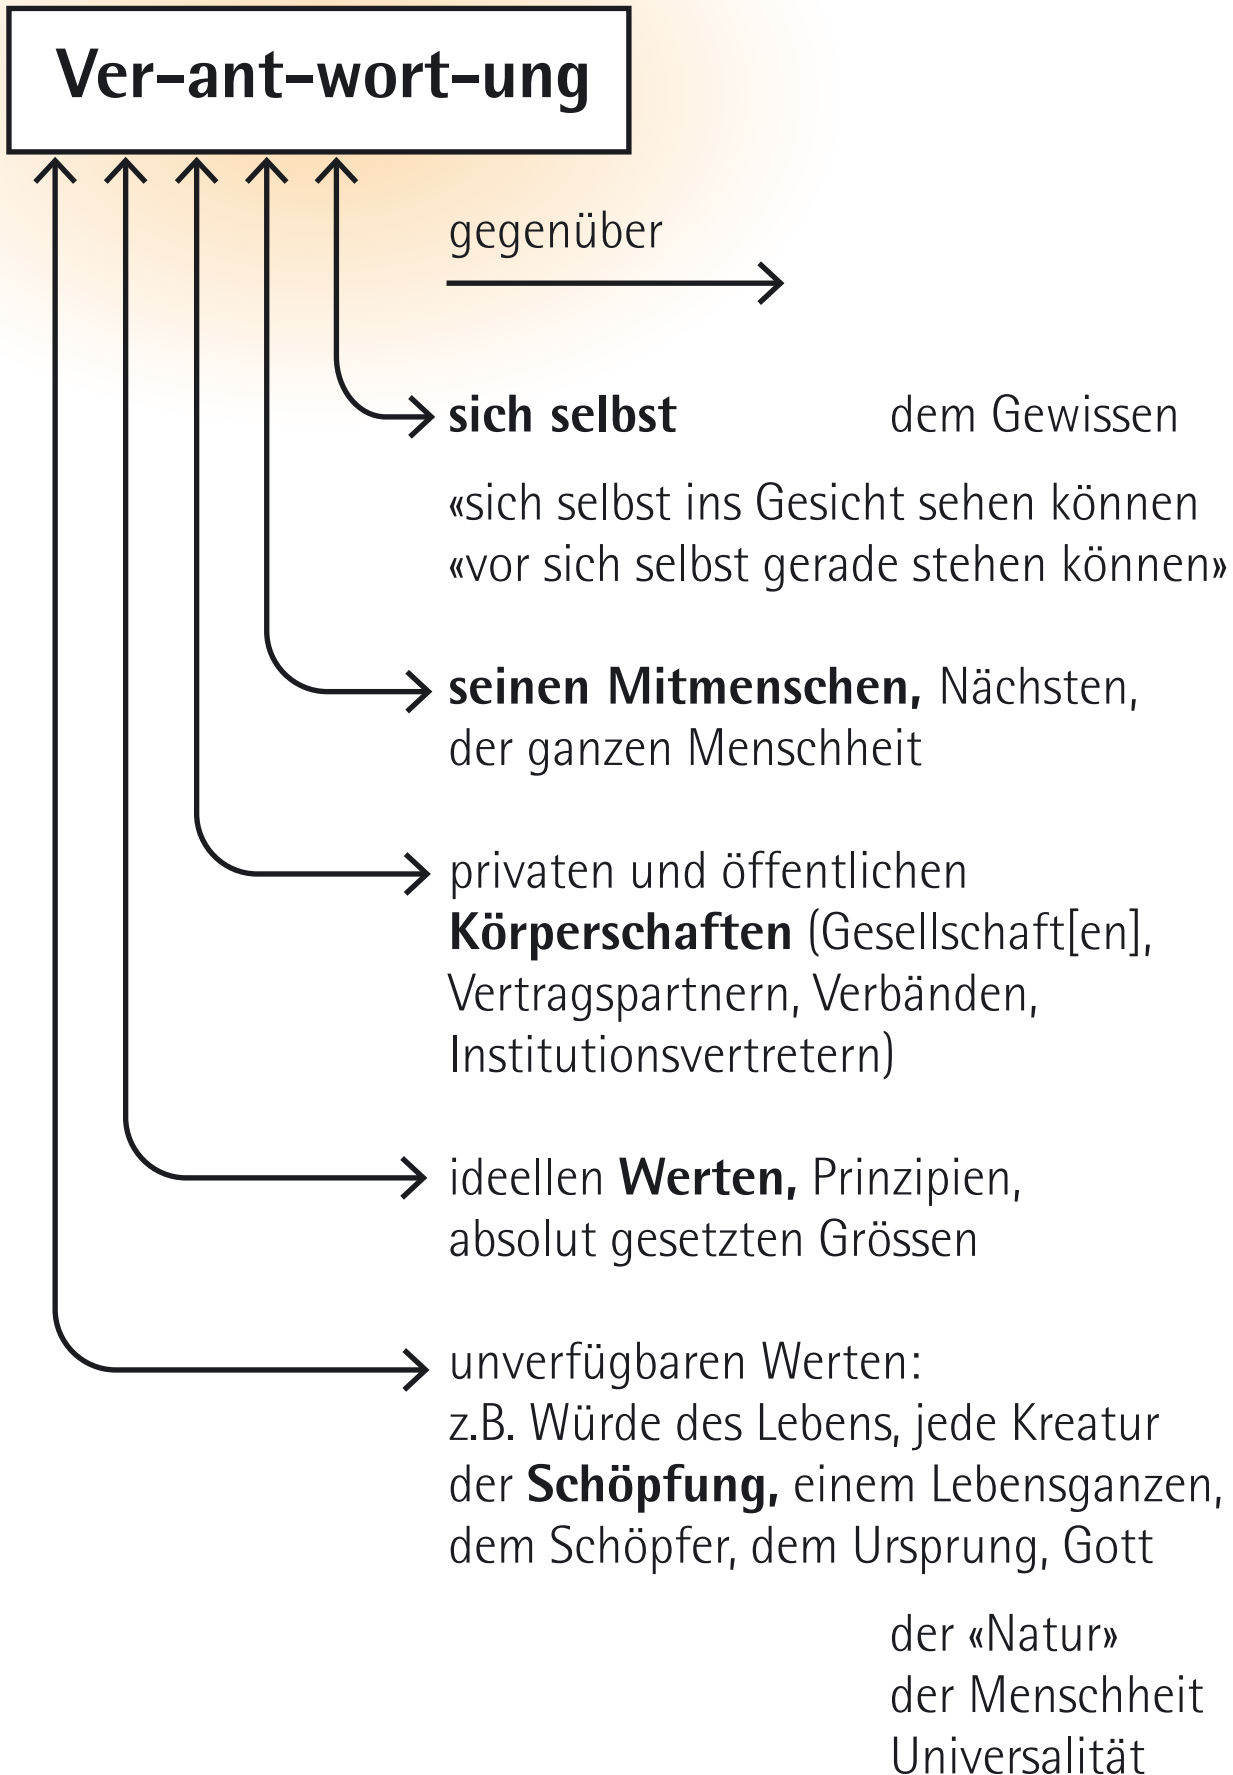 Ver-ant-wort-ung
gegenüber
sich selbst dem Gewissen
«sich selbst ins Gesicht sehen können
«vor sich selbst gerade stehen können»
seinen Mitmenschen, Nächsten,
der ganzen Menschheit
privaten und öffentlichen
Körperschaften (Gesellschaft[en],
Vertragspartnern, Verbänden,
Institutionsvertretern)
ideellen Werten, Prinzipien,
absolut gesetzten Grössen
unverfügbaren Werten:
z.B. Würde des Lebens, jede Kreatur
der Schöpfung, einem Lebensganzen,
dem Schöpfer, dem Ursprung, Gott
der «Natur»
der Menschheit
Universalität